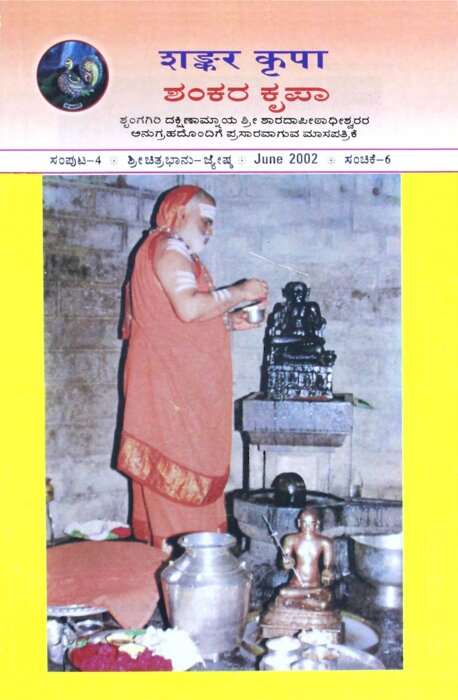 शङ्कर कृपा
ಶಂಕರ ಕೃಪಾ
ಶೃಂಗಗಿರಿ ದಕ್ಷಿಣಾಮ್ನಾಯ ಶ್ರೀ ಶಾರದಾಪೀಠಾಧೀಶ್ವರರ
ಅನುಗ್ರಹದೊಂದಿಗೆ ಪ್ರಸಾರವಾಗುವ ಮಾಸಪತ್ರಿಕೆ
ಸಂಪುಟ-4 ✳ ಶ್ರೀ ಚಿತ್ರಭಾನು-ಜ್ಯೇಷ್ಠ ✳ June 2002 ✳ ಸಂಚಿಕೆ-6